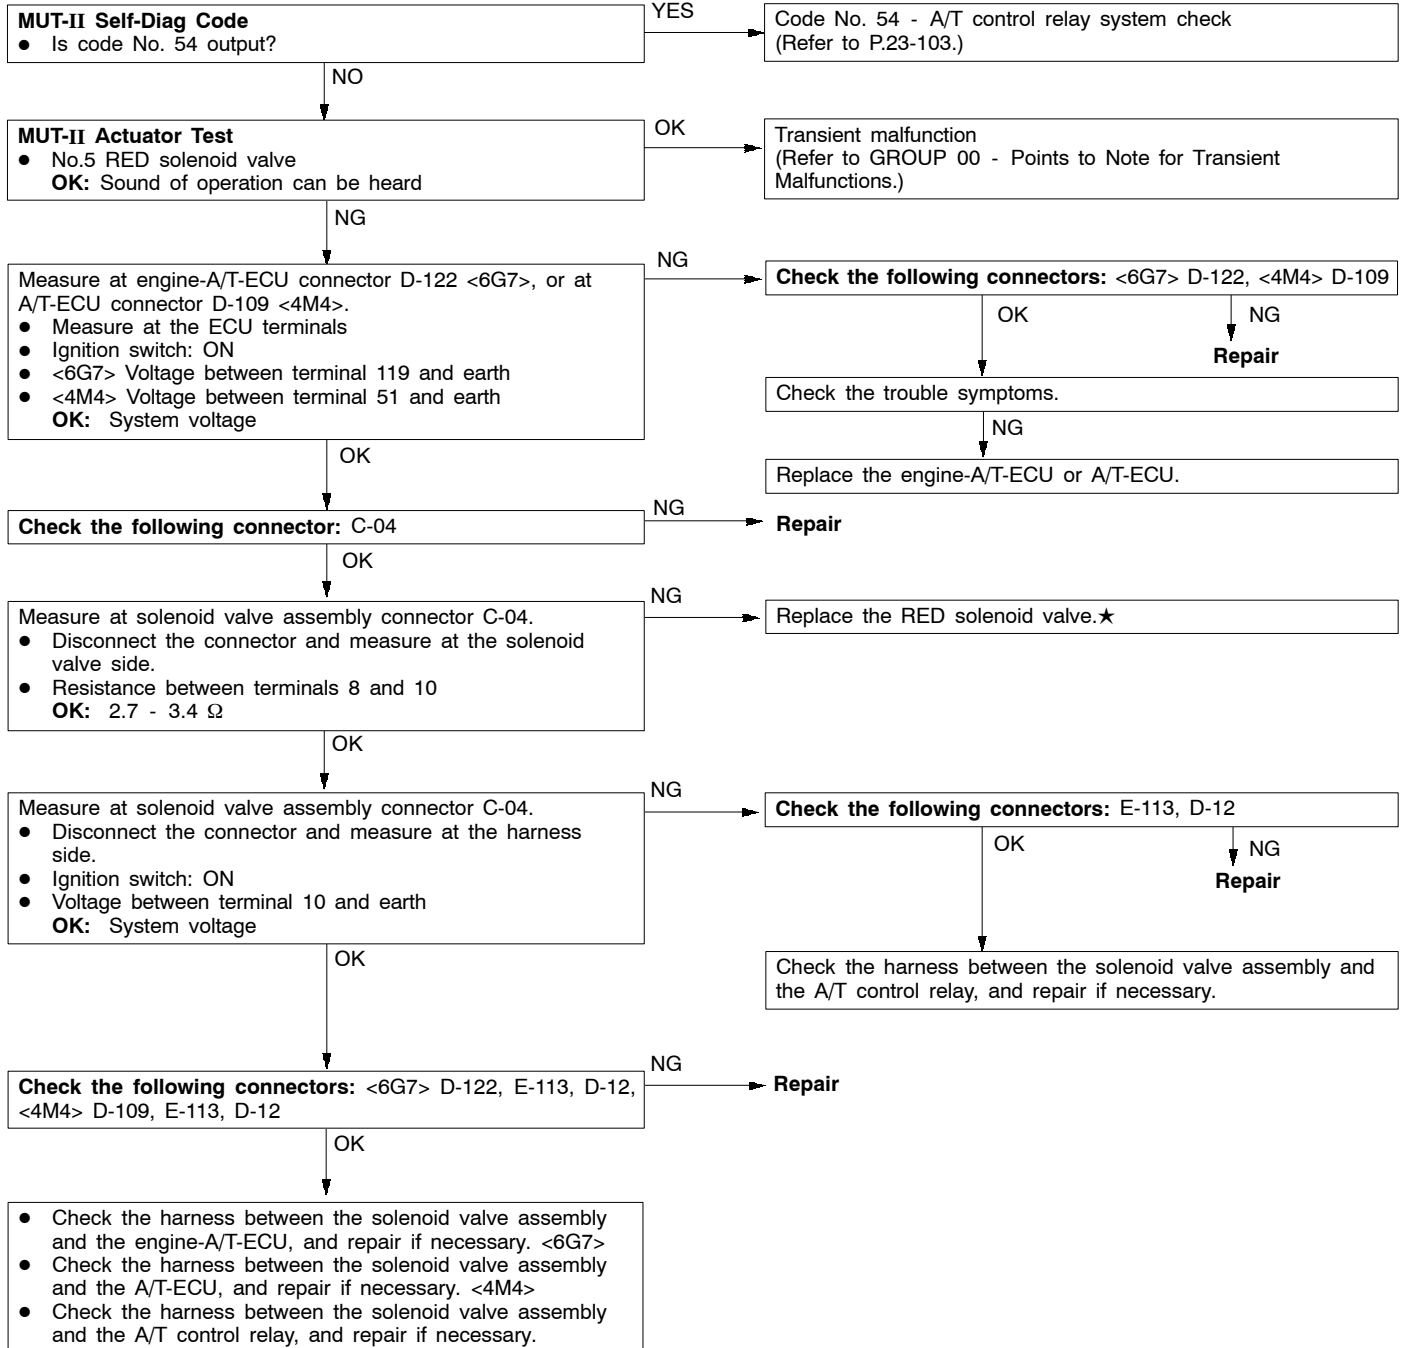 MUT-II Self-Diag Code
● Is code No. 54 output?
YES
Code No. 54 - A/T control relay system check
(Refer to P.23-103.)
NO
MUT-II Actuator Test
● No.5 RED solenoid valve
OK: Sound of operation can be heard
OK
Transient malfunction
(Refer to GROUP 00 - Points to Note for Transient
Malfunctions.)
NG
Measure at engine-A/T-ECU connector D-122 <6G7>, or at
A/T-ECU connector D-109 <4M4>.
● Measure at the ECU terminals
● Ignition switch: ON
● <6G7> Voltage between terminal 119 and earth
● <4M4> Voltage between terminal 51 and earth
OK: System voltage
NG
Check the following connectors: <6G7> D-122, <4M4> D-109
OK
NG
Repair
Check the trouble symptoms.
NG
Replace the engine-A/T-ECU or A/T-ECU.
OK
Check the following connector: C-04
NG
Repair
OK
Measure at solenoid valve assembly connector C-04.
● Disconnect the connector and measure at the solenoid
valve side.
● Resistance between terminals 8 and 10
OK: 2.7 - 3.4 Ω
NG
Replace the RED solenoid valve.★
OK
Measure at solenoid valve assembly connector C-04.
● Disconnect the connector and measure at the harness
side.
● Ignition switch: ON
● Voltage between terminal 10 and earth
OK: System voltage
NG
Check the following connectors: E-113, D-12
OK
NG
Repair
Check the harness between the solenoid valve assembly and
the A/T control relay, and repair if necessary.
OK
Check the following connectors: <6G7> D-122, E-113, D-12,
<4M4> D-109, E-113, D-12
NG
Repair
OK
● Check the harness between the solenoid valve assembly
and the engine-A/T-ECU, and repair if necessary. <6G7>
● Check the harness between the solenoid valve assembly
and the A/T-ECU, and repair if necessary. <4M4>
● Check the harness between the solenoid valve assembly
and the A/T control relay, and repair if necessary.